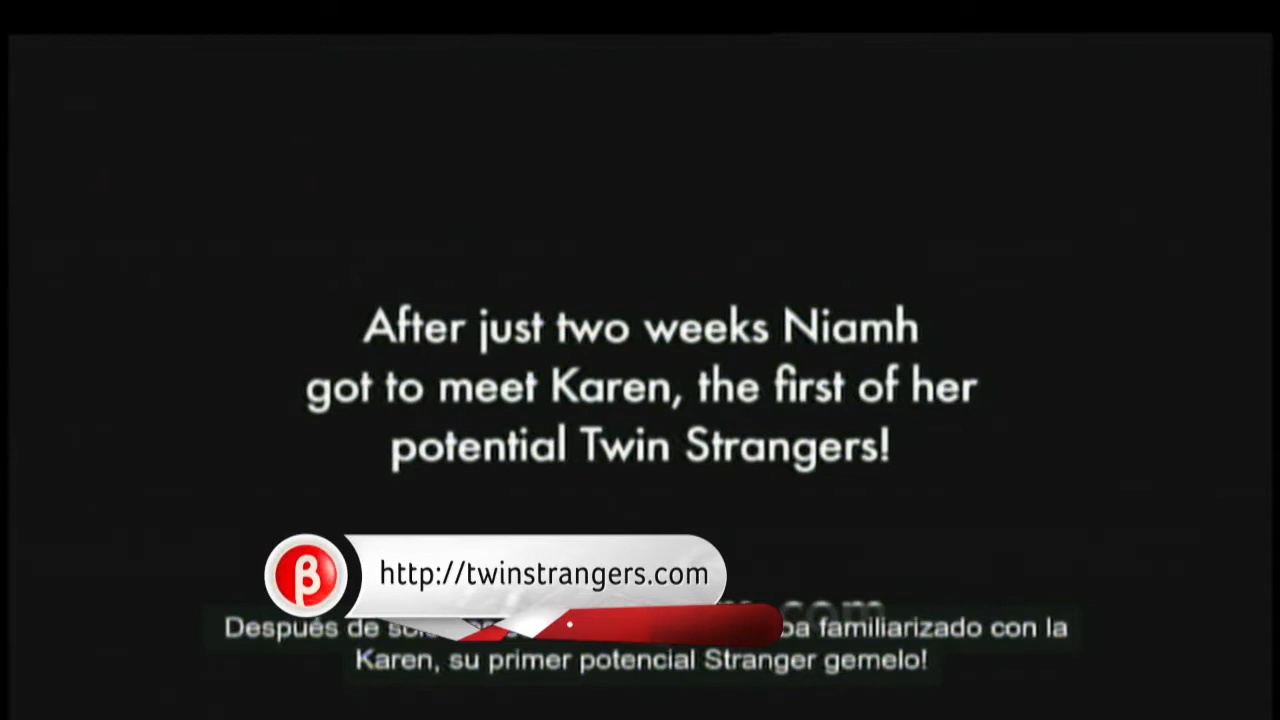 After just two weeks Niamh
got to meet Karen, the first of her
potential Twin Strangers!
β
http://twinstrangers.com
.com
Después de familiarizado con la
Karen, su primer potencial Stranger gemelo!